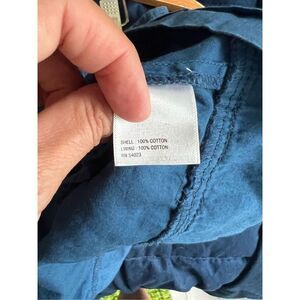 SHELL : 100% COTTON
LINING : 100% COTTON
RN 54023